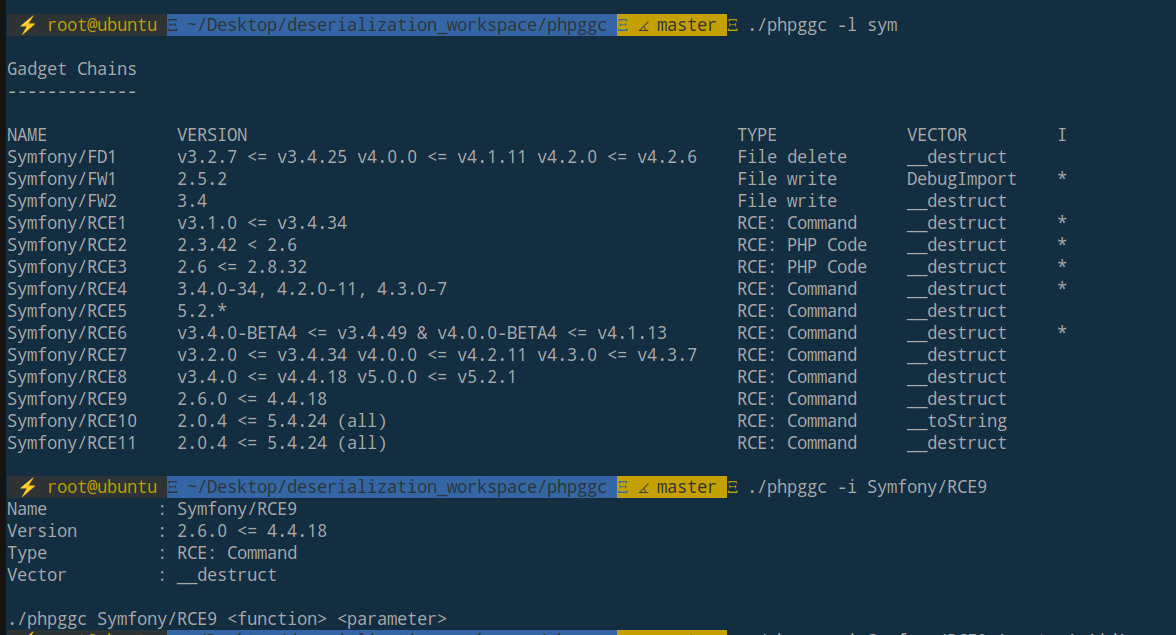 ⚡ root@ubuntu Ξ ~/Desktop/deserialization_workspace/phpggc Ξ ∡ master Ξ ./phpggc -l sym
Gadget Chains
-------------
NAME VERSION TYPE VECTOR I
Symfony/FD1 v3.2.7 <= v3.4.25 v4.0.0 <= v4.1.11 v4.2.0 <= v4.2.6 File delete __destruct
Symfony/FW1 2.5.2 File write DebugImport *
Symfony/FW2 3.4 File write __destruct
Symfony/RCE1 v3.1.0 <= v3.4.34 RCE: Command __destruct *
Symfony/RCE2 2.3.42 < 2.6 RCE: PHP Code __destruct *
Symfony/RCE3 2.6 <= 2.8.32 RCE: PHP Code __destruct *
Symfony/RCE4 3.4.0-34, 4.2.0-11, 4.3.0-7 RCE: Command __destruct *
Symfony/RCE5 5.2.* RCE: Command __destruct
Symfony/RCE6 v3.4.0-BETA4 <= v3.4.49 & v4.0.0-BETA4 <= v4.1.13 RCE: Command __destruct *
Symfony/RCE7 v3.2.0 <= v3.4.34 v4.0.0 <= v4.2.11 v4.3.0 <= v4.3.7 RCE: Command __destruct
Symfony/RCE8 v3.4.0 <= v4.4.18 v5.0.0 <= v5.2.1 RCE: Command __destruct
Symfony/RCE9 2.6.0 <= 4.4.18 RCE: Command __destruct
Symfony/RCE10 2.0.4 <= 5.4.24 (all) RCE: Command __toString
Symfony/RCE11 2.0.4 <= 5.4.24 (all) RCE: Command __destruct
⚡ root@ubuntu Ξ ~/Desktop/deserialization_workspace/phpggc Ξ ∡ master Ξ ./phpggc -i Symfony/RCE9
Name : Symfony/RCE9
Version : 2.6.0 <= 4.4.18
Type : RCE: Command
Vector : __destruct
./phpggc Symfony/RCE9 <function> <parameter>